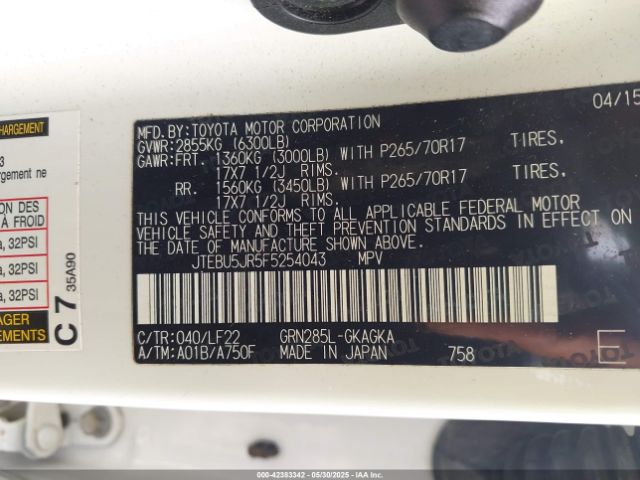 CHARGEMENT
3
hargement ne
ION DES
À FROID
a, 32PSI
a, 32PSI
a, 32PSI
AGER
EMENTS
C 7 35A90
MFD. BY: TOYOTA MOTOR CORPORATION 04/15
GVWR: 2855KG (6300LB)
GAWR: FRT. 1360KG (3000LB) WITH P265/70R17 TIRES,
17X7 1/2J RIMS.
RR. 1560KG (3450LB) WITH P265/70R17 TIRES,
17X7 1/2J RIMS.
THIS VEHICLE CONFORMS TO ALL APPLICABLE FEDERAL MOTOR
VEHICLE SAFETY AND THEFT PREVENTION STANDARDS IN EFFECT ON
THE DATE OF MANUFACTURE SHOWN ABOVE.
JTEBU5JR5F5254043 MPV
C/TR: 040/LF22 GRN285L-GKAGKA
A/TM: A01B/A750F MADE IN JAPAN 758
E
000-42383342 - 05/30/2025 - IAA Inc.